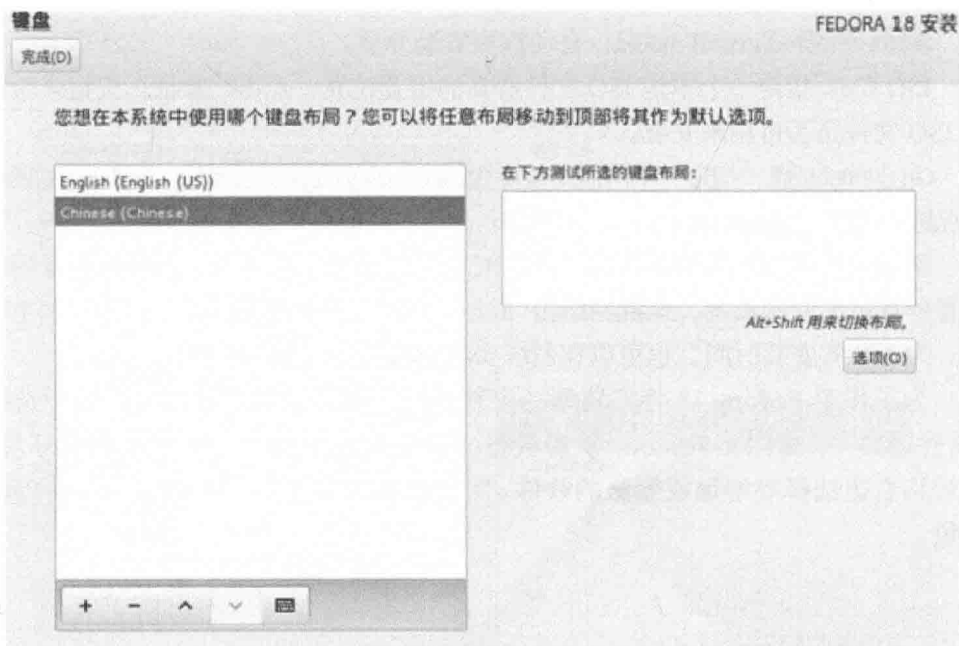 键盘
FEDORA 18 安装
完成(D)
您想在本系统中使用哪个键盘布局？您可以将任意布局移动到顶部将其作为默认选项。
English (English (US))
Chinese (Chinese)
在下方测试所选的键盘布局：
Alt+Shift 用来切换布局。
选项(O)